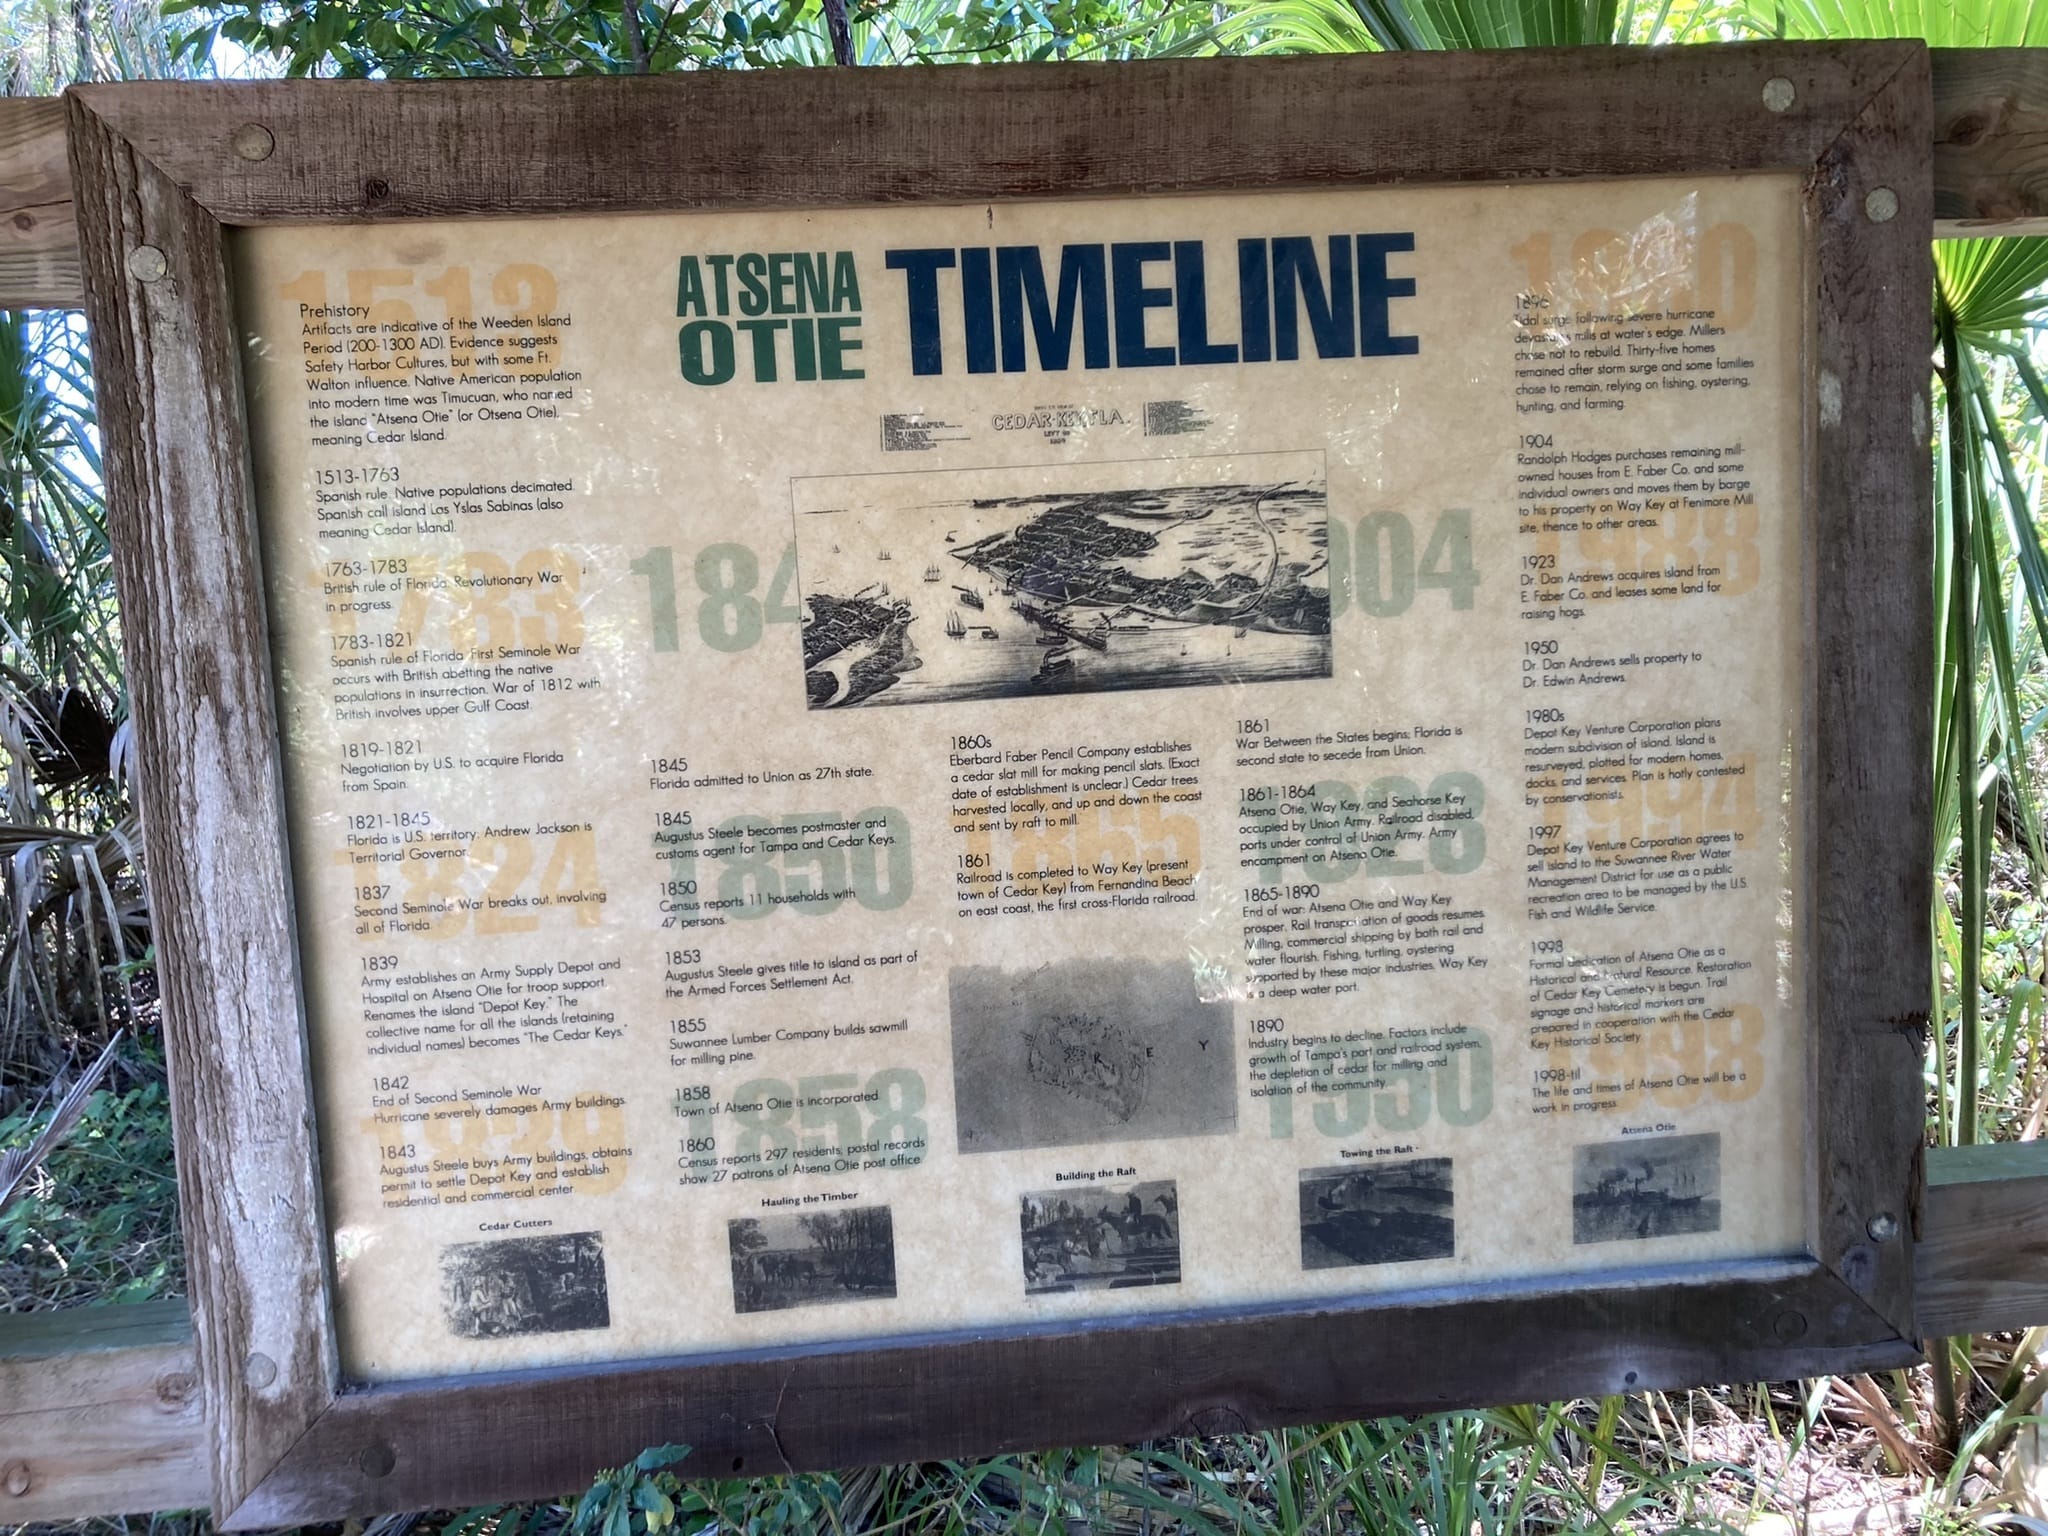 ATSENA
OTIE
TIMELINE
1513
Prehistory
Artifacts are indicative of the Weeden Island
Period (200-1300 AD). Evidence suggests
Safety Harbor Cultures, but with some Ft.
Walton influence. Native American population
into modern time was Timucuan, who named
the island "Atsena Otie" (or Otsena Otie),
meaning Cedar Island.
1513-1763
Spanish rule. Native populations decimated.
Spanish call island Las Yslas Sabinas (also
meaning Cedar Island).
1763-1783
British rule of Florida. Revolutionary War
in progress.
1783
1783-1821
Spanish rule of Florida. First Seminole War
occurs with British abetting the native
populations in insurrection. War of 1812 with
British involves upper Gulf Coast.
1819-1821
Negotiation by U.S. to acquire Florida
from Spain.
1821-1845
Florida is U.S. territory; Andrew Jackson is
Territorial Governor.
1824
1837
Second Seminole War breaks out, involving
all of Florida.
1839
Army establishes an Army Supply Depot and
Hospital on Atsena Otie for troop support.
Renames the island "Depot Key." The
collective name for all the islands (retaining
individual names) becomes "The Cedar Keys."
1842
End of Second Seminole War
Hurricane severely damages Army buildings.
1839
1843
Augustus Steele buys Army buildings, obtains
permit to settle Depot Key and establish
residential and commercial center.
CEDAR-KEY, FLA.
184
904
1845
Florida admitted to Union as 27th state.
1845
Augustus Steele becomes postmaster and
customs agent for Tampa and Cedar Keys.
1850
1850
Census reports 11 households with
47 persons.
1853
Augustus Steele gives title to island as part of
the Armed Forces Settlement Act.
1855
Suwannee Lumber Company builds sawmill
for milling pine.
1858
1858
Town of Atsena Otie is incorporated.
1860
Census reports 297 residents; postal records
show 27 patrons of Atsena Otie post office.
1860s
Eberbard Faber Pencil Company establishes
a cedar slat mill for making pencil slats. (Exact
date of establishment is unclear.) Cedar trees
harvested locally, and up and down the coast
and sent by raft to mill.
1865
1861
Railroad is completed to Way Key (present
town of Cedar Key) from Fernandina Beach
on east coast, the first cross-Florida railroad.
K E Y
1861
War Between the States begins; Florida is
second state to secede from Union.
1861-1864
Atsena Otie, Way Key, and Seahorse Key
occupied by Union Army. Railroad disabled,
ports under control of Union Army. Army
encampment on Atsena Otie.
1923
1865-1890
End of war: Atsena Otie and Way Key
prosper. Rail transportation of goods resumes.
Milling, commercial shipping by both rail and
water flourish. Fishing, turtling, oystering
supported by these major industries. Way Key
is a deep water port.
1890
Industry begins to decline. Factors include
growth of Tampa's port and railroad system,
the depletion of cedar for milling and
isolation of the community.
1950
1896
Tidal surge following severe hurricane
devastates mills at water's edge. Millers
chose not to rebuild. Thirty-five homes
remained after storm surge and some families
chose to remain, relying on fishing, oystering,
hunting, and farming.
1904
Randolph Hodges purchases remaining mill-
owned houses from E. Faber Co. and some
individual owners and moves them by barge
to his property on Way Key at Fenimore Mill
site, thence to other areas.
1988
1923
Dr. Dan Andrews acquires island from
E. Faber Co. and leases some land for
raising hogs.
1950
Dr. Dan Andrews sells property to
Dr. Edwin Andrews.
1980s
Depot Key Venture Corporation plans
modern subdivision of island. Island is
resurveyed, plotted for modern homes,
docks, and services. Plan is hotly contested
by conservationists.
1997
Depot Key Venture Corporation agrees to
sell island to the Suwannee River Water
Management District for use as a public
recreation area to be managed by the U.S.
Fish and Wildlife Service.
1998
Formal dedication of Atsena Otie as a
Historical and Natural Resource. Restoration
of Cedar Key Cemetery is begun. Trail
signage and historical markers are
prepared in cooperation with the Cedar
Key Historical Society.
1998
1998-til
The life and times of Atsena Otie will be a
work in progress.
Cedar Cutters
Hauling the Timber
Building the Raft
Towing the Raft
Atsena Otie